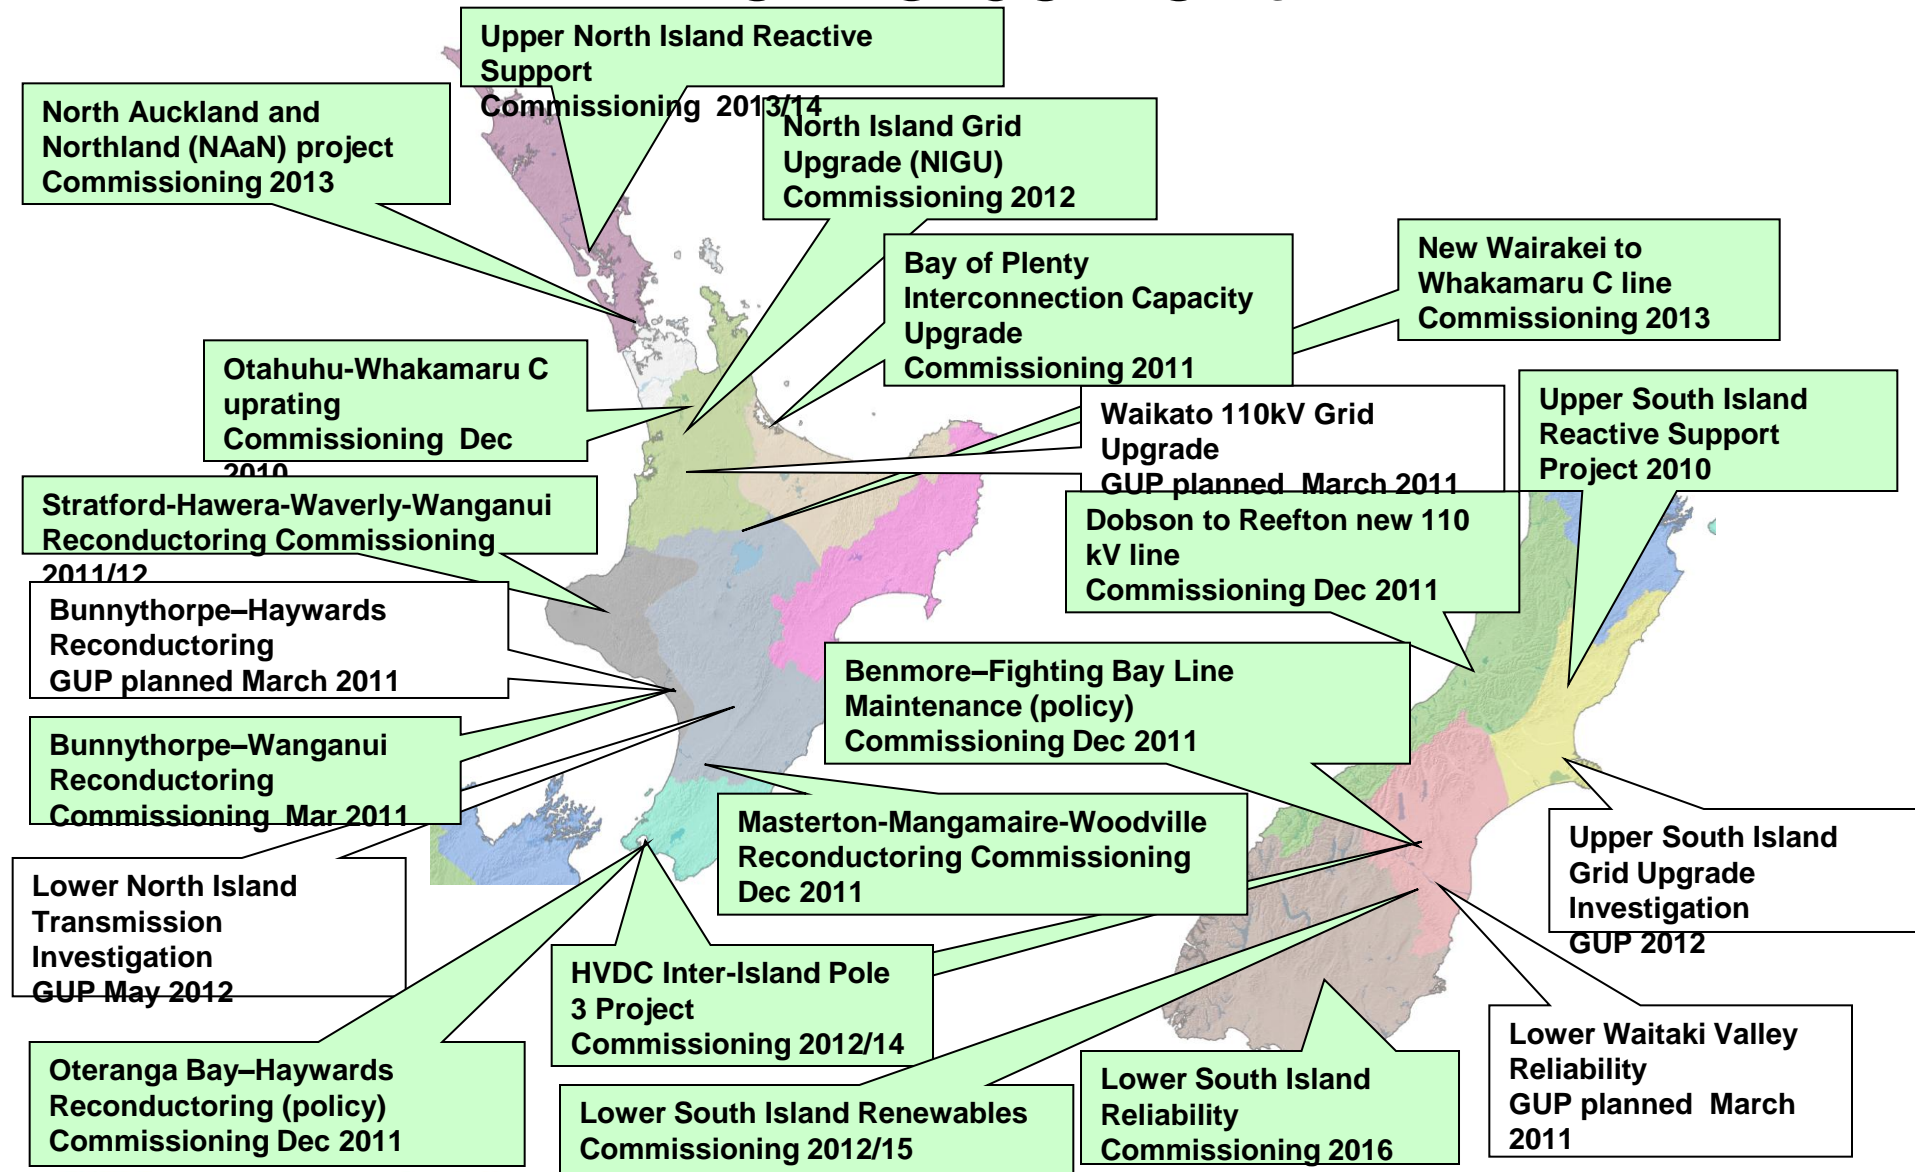 Upper North Island Reactive
Support
Commissioning 2013/14
North Auckland and
Northland (NAaN) project
Commissioning 2013
North Island Grid
Upgrade (NIGU)
Commissioning 2012
Bay of Plenty
Interconnection Capacity
Upgrade
Commissioning 2011
New Wairakei to
Whakamaru C line
Commissioning 2013
Otahuhu-Whakamaru C
uprating
Commissioning Dec
2010
Waikato 110kV Grid
Upgrade
GUP planned March 2011
Upper South Island
Reactive Support
Project 2010
Stratford-Hawera-Waverly-Wanganui
Reconductoring Commissioning
2011/12
Dobson to Reefton new 110
kV line
Commissioning Dec 2011
Bunnythorpe–Haywards
Reconductoring
GUP planned March 2011
Benmore–Fighting Bay Line
Maintenance (policy)
Commissioning Dec 2011
Bunnythorpe–Wanganui
Reconductoring
Commissioning Mar 2011
Masterton-Mangamaire-Woodville
Reconductoring Commissioning
Dec 2011
Upper South Island
Grid Upgrade
Investigation
GUP 2012
Lower North Island
Transmission
Investigation
GUP May 2012
HVDC Inter-Island Pole
3 Project
Commissioning 2012/14
Lower Waitaki Valley
Reliability
GUP planned March
2011
Oteranga Bay–Haywards
Reconductoring (policy)
Commissioning Dec 2011
Lower South Island Renewables
Commissioning 2012/15
Lower South Island
Reliability
Commissioning 2016